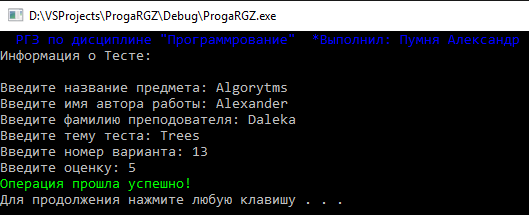 D:\VSProjects\ProgaRGZ\Debug\ProgaRGZ.exe
РГЗ по дисциплине "Программирование" *Выполнил: Пумня Александр
Информация о Тесте:
Введите название предмета: Algorytms
Введите имя автора работы: Alexander
Введите фамилию преподователя: Daleka
Введите тему теста: Trees
Введите номер варианта: 13
Введите оценку: 5
Операция прошла успешно!
Для продолжения нажмите любую клавишу . . .